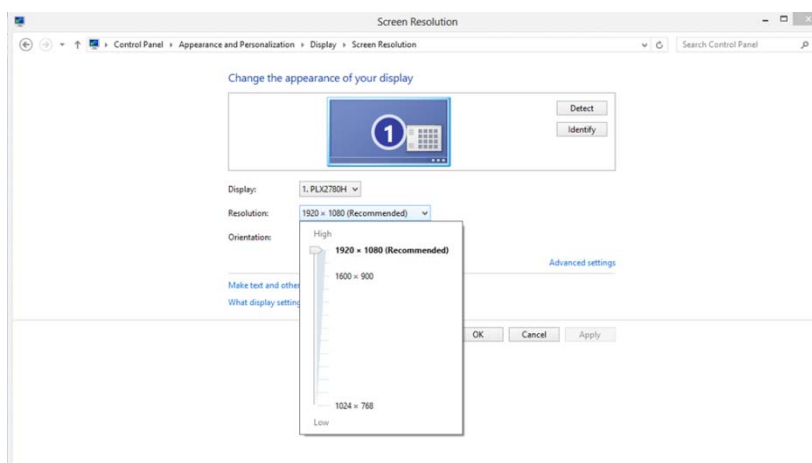 Screen Resolution
Control Panel Appearance and Personalization Display Screen Resolution
Search Control Panel
Change the appearance of your display
1
Detect
Identify
Display: 1. PLX2780H
Resolution: 1920 × 1080 (Recommended)
Orientation:
High
1920 × 1080 (Recommended)
1600 × 900
1024 × 768
Low
Advanced settings
Make text and other
What display setting
OK Cancel Apply